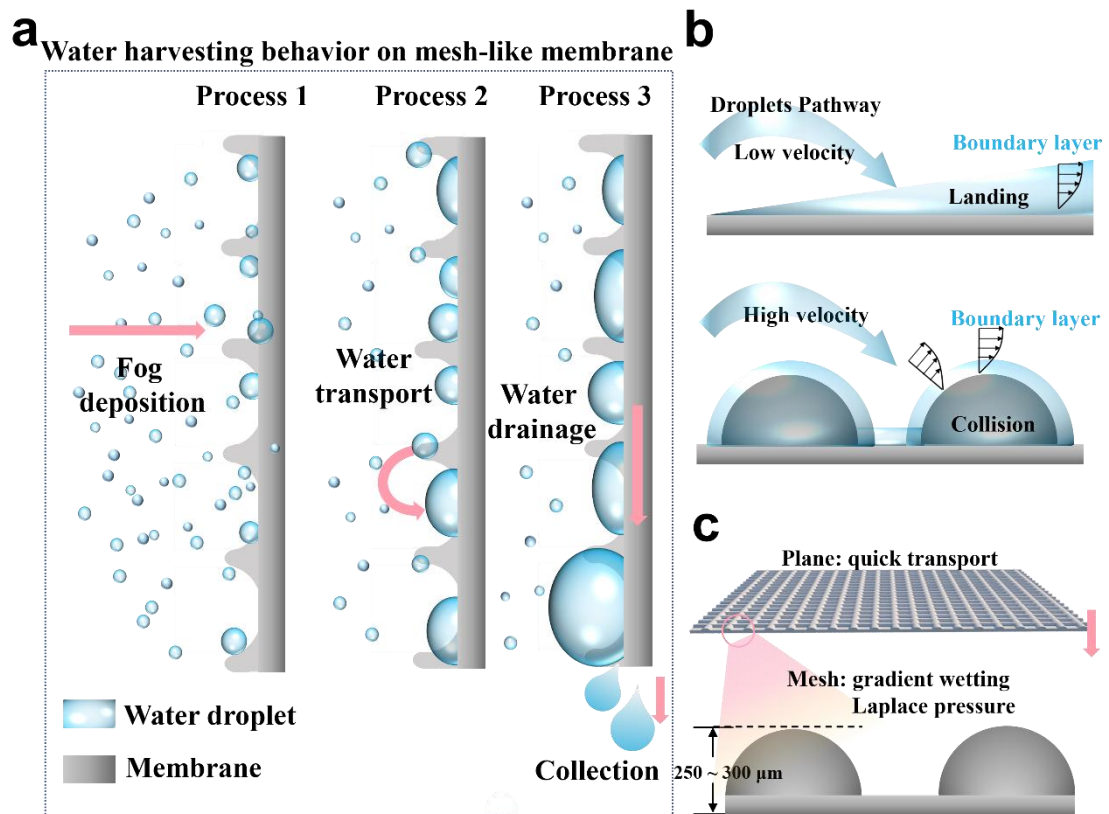 a
Water harvesting behavior on mesh-like membrane
Process 1
Process 2
Process 3
Fog
deposition
Water
transport
Water
drainage
Water droplet
Membrane
Collection
b
Droplets Pathway
Low velocity
Boundary layer
Landing
High velocity
Boundary layer
Collision
c
Plane: quick transport
Mesh: gradient wetting
Laplace pressure
250 ~ 300 μm